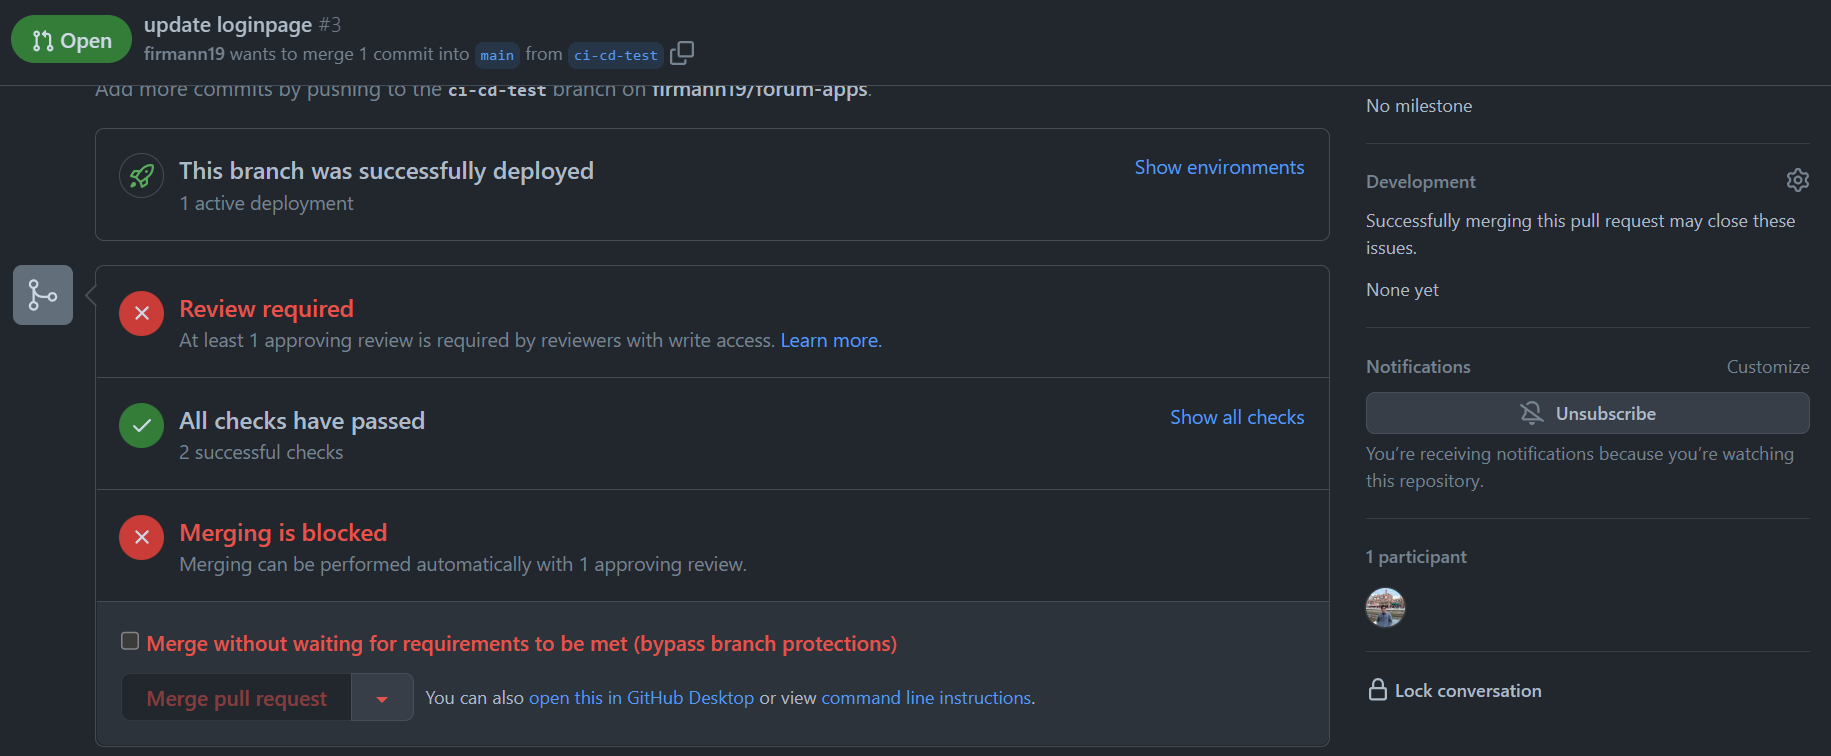 Open
update loginpage #3
firmann19 wants to merge 1 commit into main from ci-cd-test
Add more commits by pushing to the ci-cd-test branch on firmann19/forum-apps.
This branch was successfully deployed
1 active deployment
Show environments
Review required
At least 1 approving review is required by reviewers with write access. Learn more.
All checks have passed
2 successful checks
Show all checks
Merging is blocked
Merging can be performed automatically with 1 approving review.
Merge without waiting for requirements to be met (bypass branch protections)
Merge pull request
You can also open this in GitHub Desktop or view command line instructions.
No milestone
Development
Successfully merging this pull request may close these
issues.
None yet
Notifications
Customize
Unsubscribe
You’re receiving notifications because you’re watching
this repository.
1 participant
Lock conversation